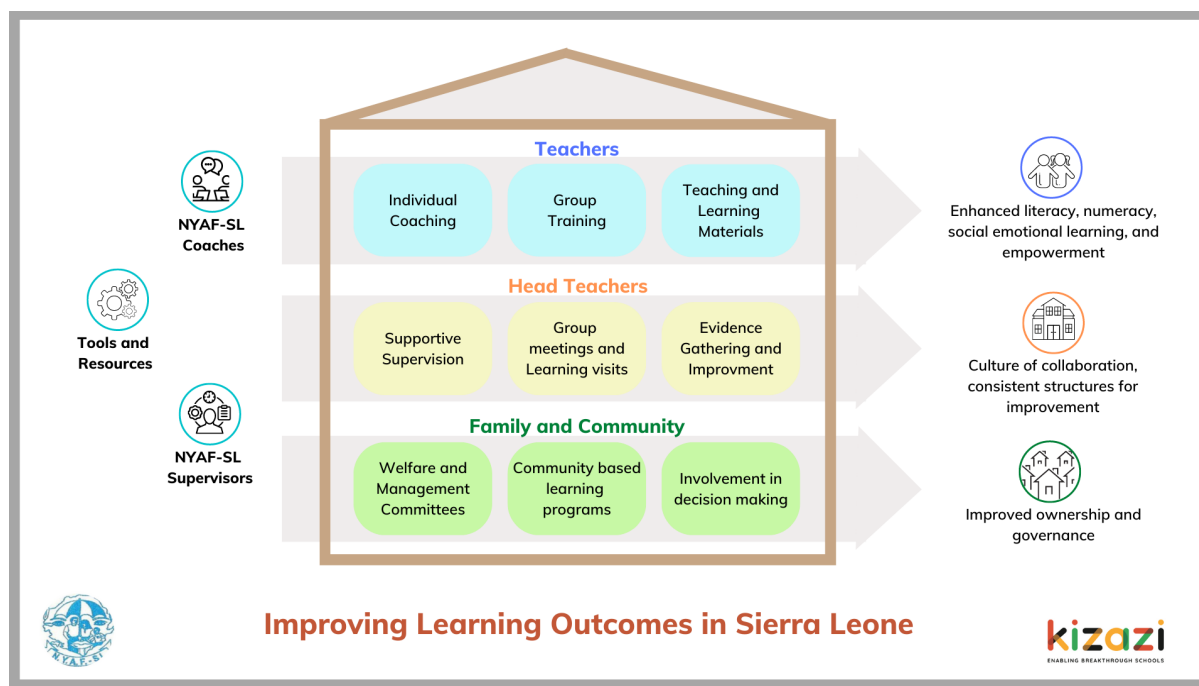 Teachers
NYAF-SL
Coaches
Individual
Coaching
Group
Training
Teaching and
Learning
Materials
Enhanced literacy, numeracy,
social emotional learning, and
empowerment
Tools and
Resources
Head Teachers
Supportive
Supervision
Group
meetings and
Learning visits
Evidence
Gathering and
Improvment
Culture of collaboration,
consistent structures for
improvement
NYAF-SL
Supervisors
Family and Community
Welfare and
Management
Committees
Community based
learning
programs
Involvement in
decision making
Improved ownership and
governance
N.Y.A.F.-SL
Improving Learning Outcomes in Sierra Leone
kizazi
ENABLING BREAKTHROUGH SCHOOLS